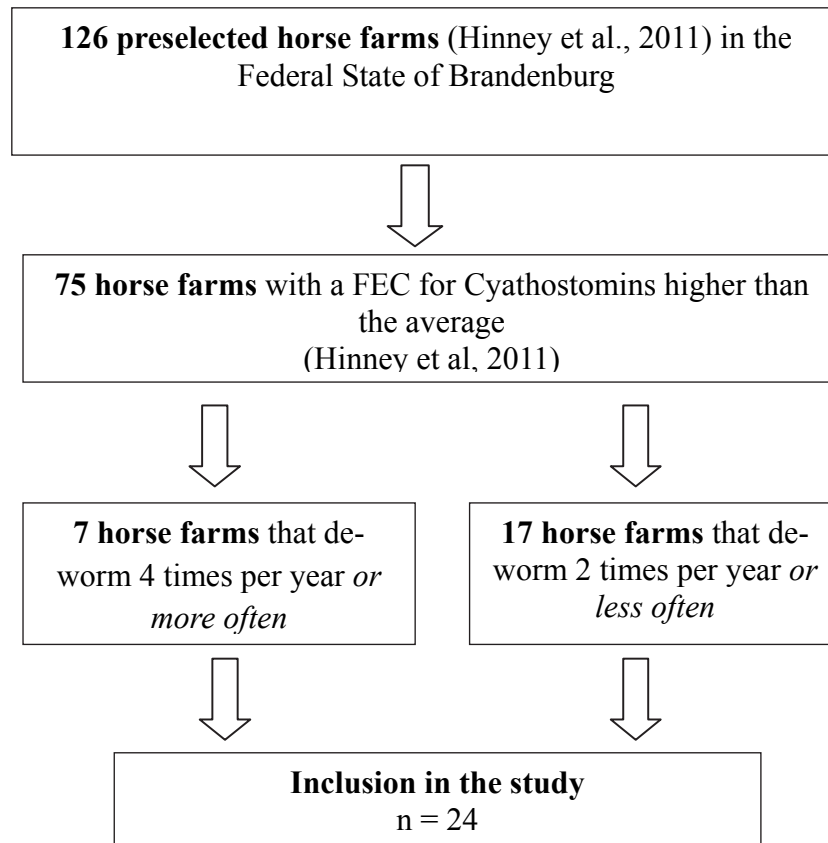 126 preselected horse farms (Hinney et al., 2011) in the
Federal State of Brandenburg
75 horse farms with a FEC for Cyathostomins higher than
the average
(Hinney et al, 2011)
7 horse farms that de-
worm 4 times per year or
more often
17 horse farms that de-
worm 2 times per year or
less often
Inclusion in the study
n = 24